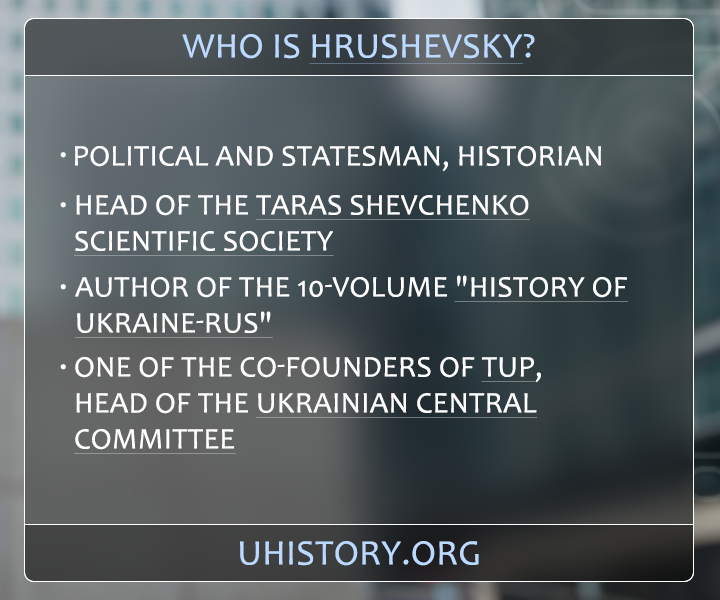 WHO IS HRUSHEVSKY?
• POLITICAL AND STATESMAN, HISTORIAN
• HEAD OF THE TARAS SHEVCHENKO
SCIENTIFIC SOCIETY
• AUTHOR OF THE 10-VOLUME "HISTORY OF
UKRAINE-RUS"
• ONE OF THE CO-FOUNDERS OF TUP,
HEAD OF THE UKRAINIAN CENTRAL
COMMITTEE
UHISTORY.ORG